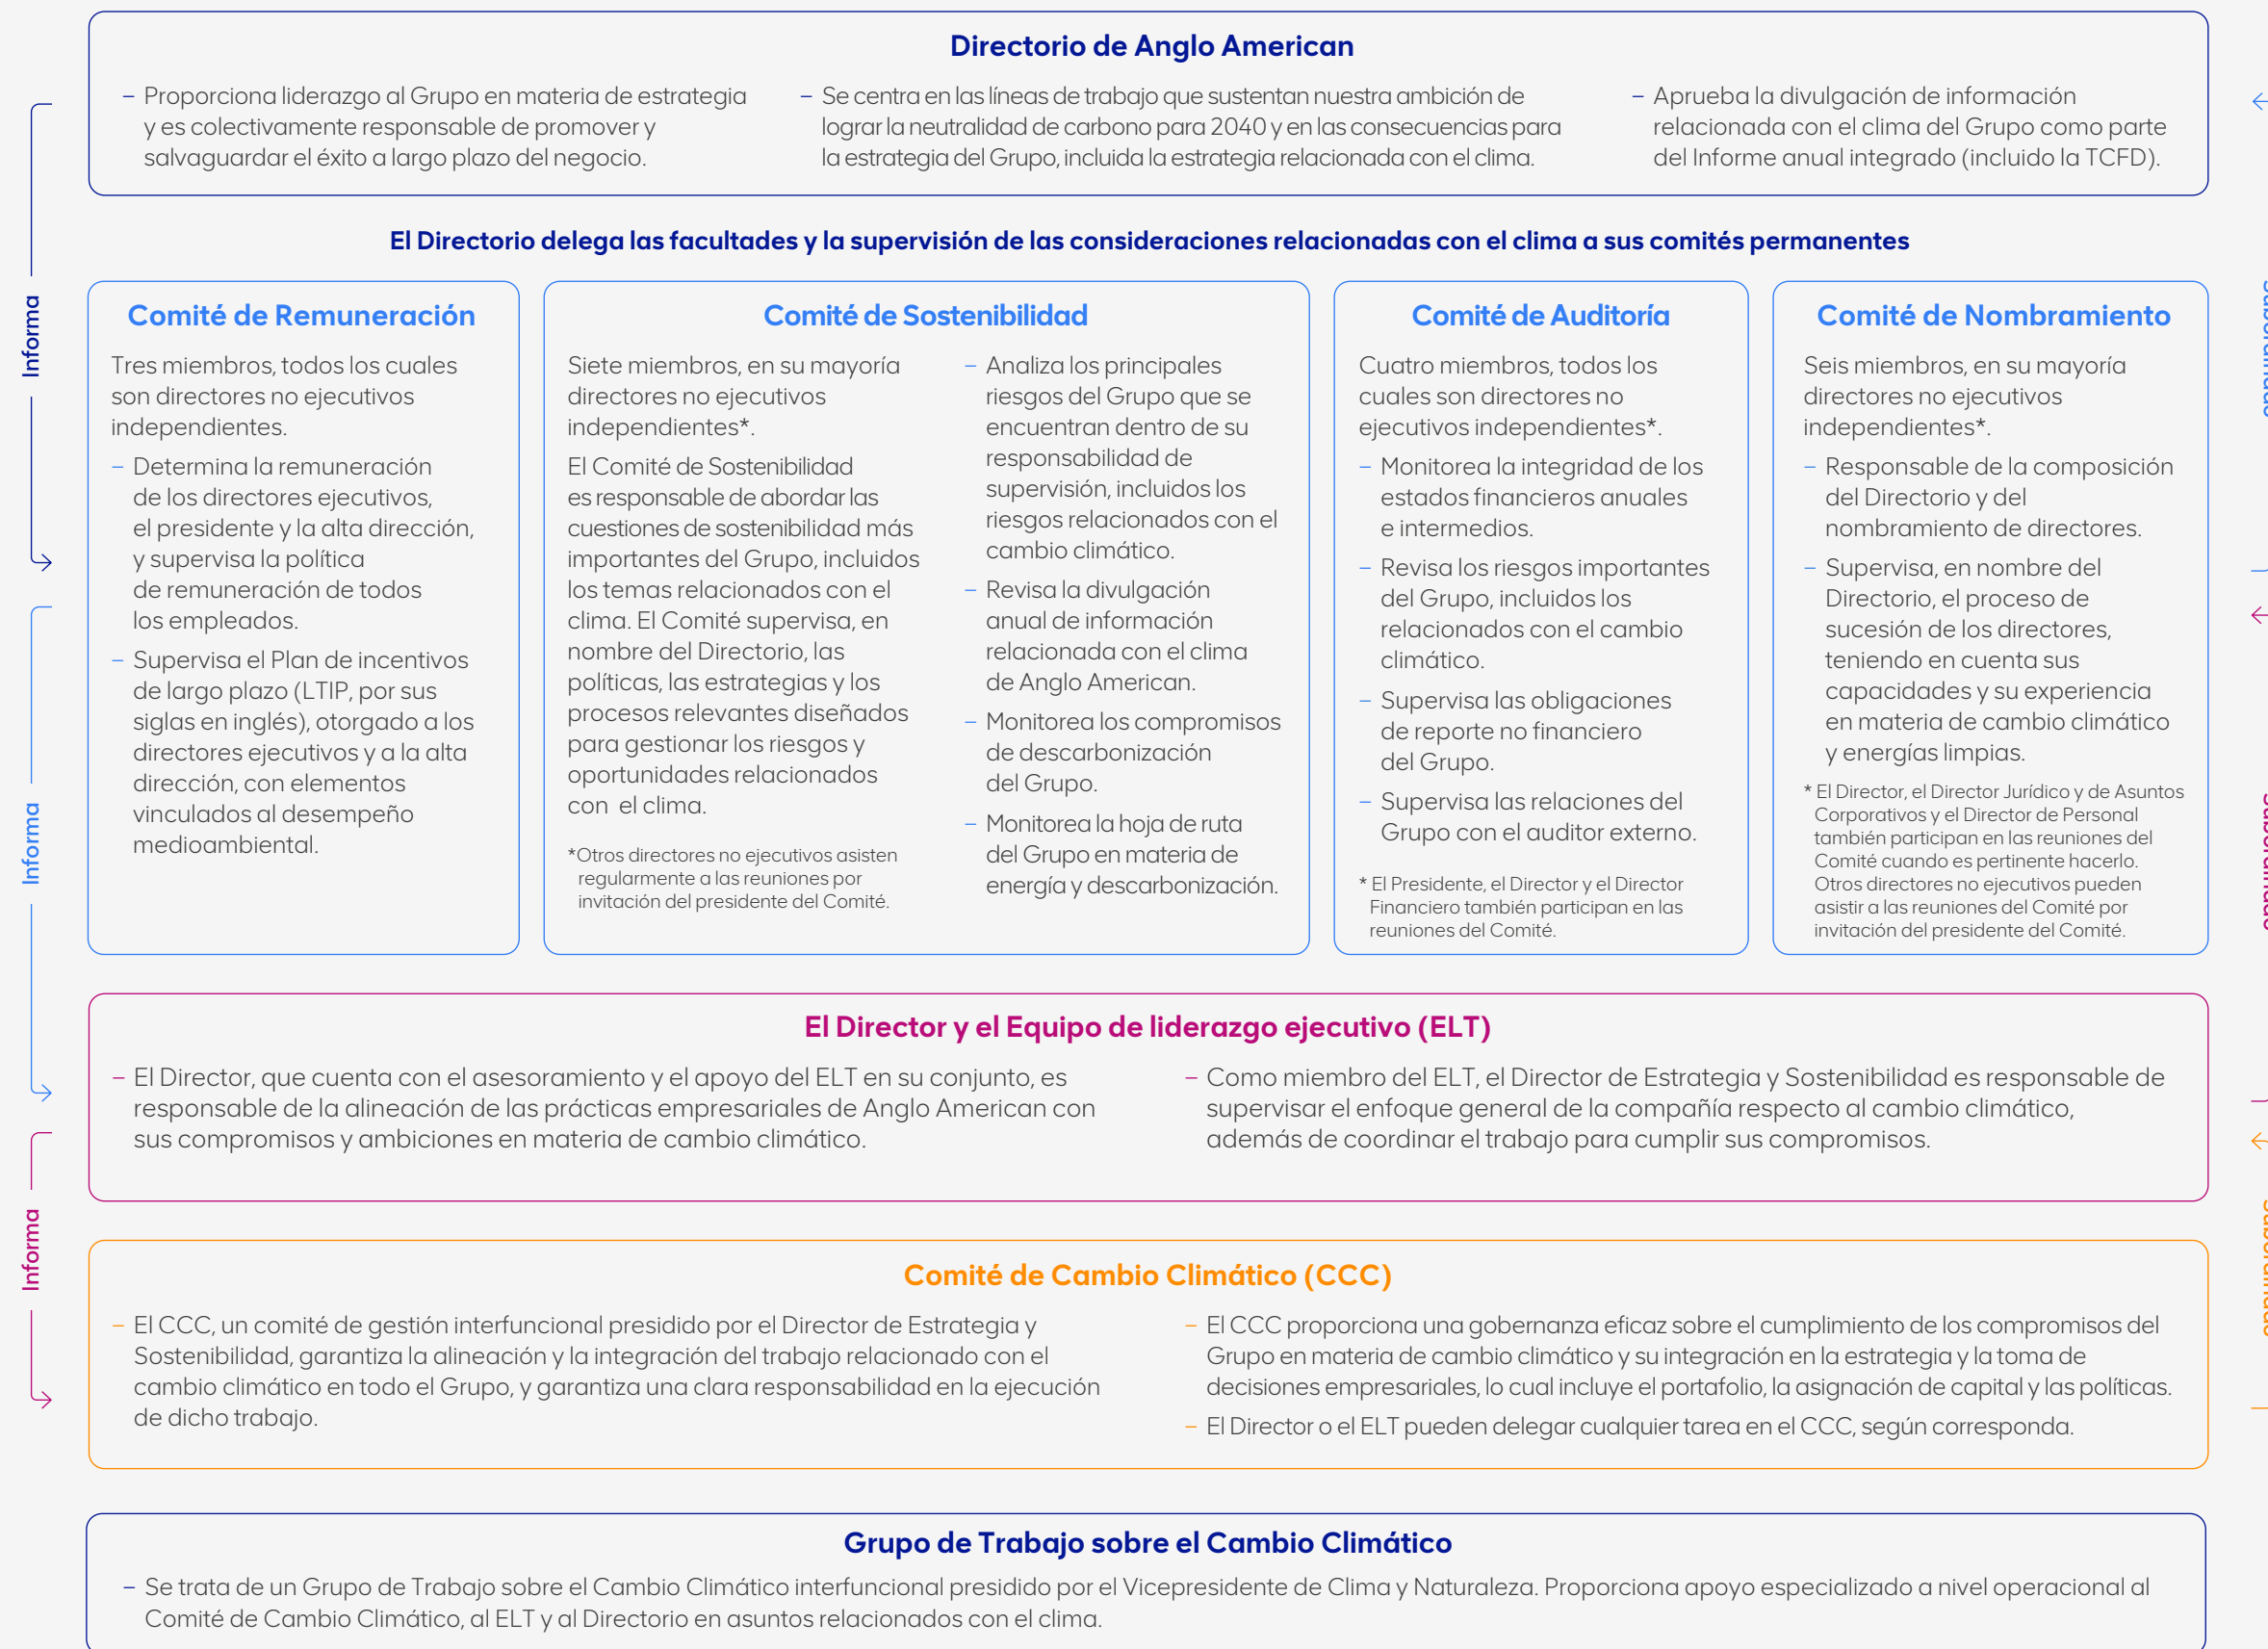 Directorio de Anglo American
– Proporciona liderazgo al Grupo en materia de estrategia
y es colectivamente responsable de promover y
salvaguardar el éxito a largo plazo del negocio.
– Se centra en las líneas de trabajo que sustentan nuestra ambición de
lograr la neutralidad de carbono para 2040 y en las consecuencias para
la estrategia del Grupo, incluida la estrategia relacionada con el clima.
– Aprueba la divulgación de información
relacionada con el clima del Grupo como parte
del Informe anual integrado (incluido la TCFD).
El Directorio delega las facultades y la supervisión de las consideraciones relacionadas con el clima a sus comités permanentes
Informa
Comité de Remuneración
Tres miembros, todos los cuales
son directores no ejecutivos
independientes.
– Determina la remuneración
de los directores ejecutivos,
el presidente y la alta dirección,
y supervisa la política
de remuneración de todos
los empleados.
– Supervisa el Plan de incentivos
de largo plazo (LTIP, por sus
siglas en inglés), otorgado a los
directores ejecutivos y a la alta
dirección, con elementos
vinculados al desempeño
medioambiental.
Comité de Sostenibilidad
Siete miembros, en su mayoría
directores no ejecutivos
independientes*.
El Comité de Sostenibilidad
es responsable de abordar las
cuestiones de sostenibilidad más
importantes del Grupo, incluidos
los temas relacionados con el
clima. El Comité supervisa, en
nombre del Directorio, las
políticas, las estrategias y los
procesos relevantes diseñados
para gestionar los riesgos y
oportunidades relacionados
con el clima.
*Otros directores no ejecutivos asisten
regularmente a las reuniones por
invitación del presidente del Comité.
– Analiza los principales
riesgos del Grupo que se
encuentran dentro de su
responsabilidad de
supervisión, incluidos los
riesgos relacionados con el
cambio climático.
– Revisa la divulgación
anual de información
relacionada con el clima
de Anglo American.
– Monitorea los compromisos
de descarbonización
del Grupo.
– Monitorea la hoja de ruta
del Grupo en materia de
energía y descarbonización.
Comité de Auditoría
Cuatro miembros, todos los
cuales son directores no
ejecutivos independientes*.
– Monitorea la integridad de los
estados financieros anuales
e intermedios.
– Revisa los riesgos importantes
del Grupo, incluidos los
relacionados con el cambio
climático.
– Supervisa las obligaciones
de reporte no financiero
del Grupo.
– Supervisa las relaciones del
Grupo con el auditor externo.
* El Presidente, el Director y el Director
Financiero también participan en las
reuniones del Comité.
Comité de Nombramiento
Seis miembros, en su mayoría
directores no ejecutivos
independientes*.
– Responsable de la composición
del Directorio y del
nombramiento de directores.
– Supervisa, en nombre del
Directorio, el proceso de
sucesión de los directores,
teniendo en cuenta sus
capacidades y su experiencia
en materia de cambio climático
y energías limpias.
* El Director, el Director Jurídico y de Asuntos
Corporativos y el Director de Personal
también participan en las reuniones del
Comité cuando es pertinente hacerlo.
Otros directores no ejecutivos pueden
asistir a las reuniones del Comité por
invitación del presidente del Comité.
Informa
El Director y el Equipo de liderazgo ejecutivo (ELT)
– El Director, que cuenta con el asesoramiento y el apoyo del ELT en su conjunto, es
responsable de la alineación de las prácticas empresariales de Anglo American con
sus compromisos y ambiciones en materia de cambio climático.
– Como miembro del ELT, el Director de Estrategia y Sostenibilidad es responsable de
supervisar el enfoque general de la compañía respecto al cambio climático,
además de coordinar el trabajo para cumplir sus compromisos.
Informa
Comité de Cambio Climático (CCC)
– El CCC, un comité de gestión interfuncional presidido por el Director de Estrategia y
Sostenibilidad, garantiza la alineación y la integración del trabajo relacionado con el
cambio climático en todo el Grupo, y garantiza una clara responsabilidad en la ejecución
de dicho trabajo.
– El CCC proporciona una gobernanza eficaz sobre el cumplimiento de los compromisos del
Grupo en materia de cambio climático y su integración en la estrategia y la toma de
decisiones empresariales, lo cual incluye el portafolio, la asignación de capital y las políticas.
– El Director o el ELT pueden delegar cualquier tarea en el CCC, según corresponda.
Grupo de Trabajo sobre el Cambio Climático
– Se trata de un Grupo de Trabajo sobre el Cambio Climático interfuncional presidido por el Vicepresidente de Clima y Naturaleza. Proporciona apoyo especializado a nivel operacional al
Comité de Cambio Climático, al ELT y al Directorio en asuntos relacionados con el clima.